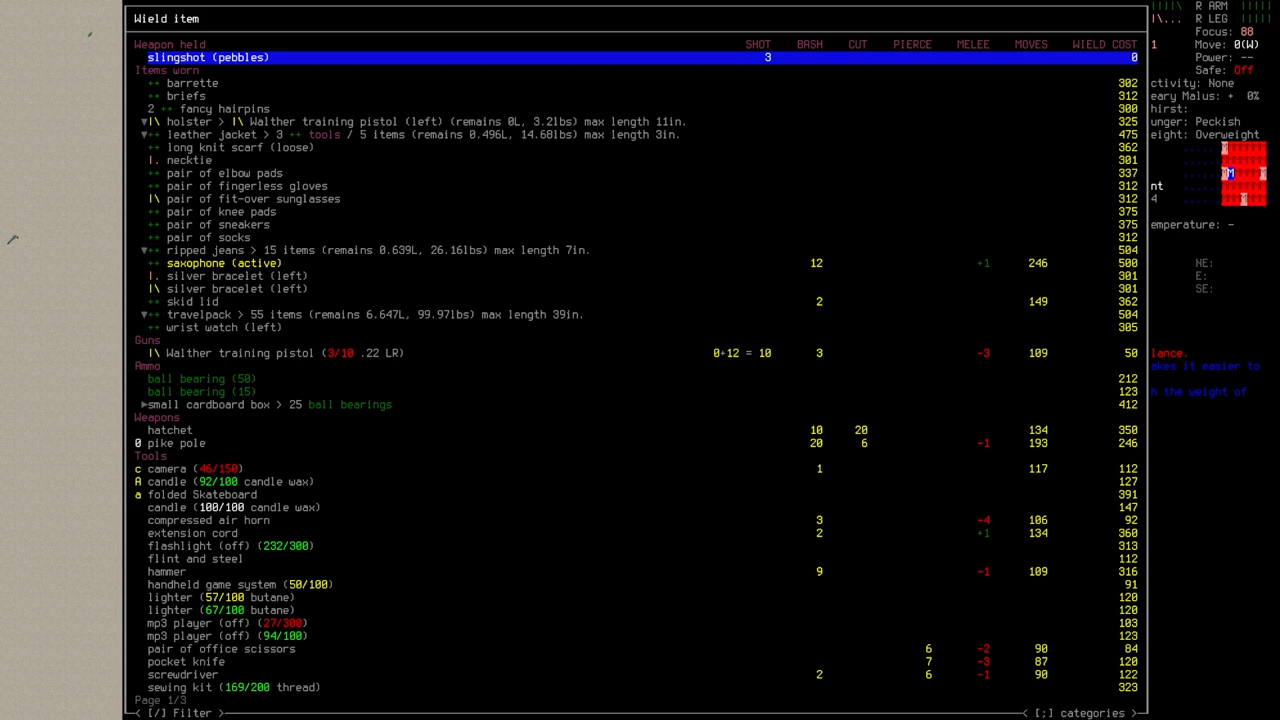 Wield item
Weapon held SHOT BASH CUT PIERCE MELEE MOVES WIELD COST
slingshot (pebbles) 3 0
Items worn
++ barrette 302
++ briefs 312
2 ++ fancy hairpins 300
▼|\ holster > |\ Walther training pistol (left) (remains 0L, 3.2lbs) max length 11in. 325
▼++ leather jacket > 3 ++ tools / 5 items (remains 0.496L, 14.68lbs) max length 3in. 475
++ long knit scarf (loose) 362
|. necktie 301
++ pair of elbow pads 337
++ pair of fingerless gloves 312
|\ pair of fit-over sunglasses 312
++ pair of knee pads 375
++ pair of sneakers 375
++ pair of socks 312
▼++ ripped jeans > 15 items (remains 0.639L, 26.16lbs) max length 7in. 504
++ saxophone (active) 12 +1 246 500
|. silver bracelet (left) 301
|\ silver bracelet (left) 301
++ skid lid 2 149 362
▼++ travelpack > 55 items (remains 6.647L, 99.97lbs) max length 39in. 504
++ wrist watch (left) 305
Guns
|\ Walther training pistol (3/10 .22 LR) 0+12 = 10 3 -3 109 50
Ammo
ball bearing (50) 212
ball bearing (15) 123
▶small cardboard box > 25 ball bearings 412
Weapons
hatchet 10 20 134 350
0 pike pole 20 6 -1 193 246
Tools
c camera (46/150) 1 117 112
A candle (92/100 candle wax) 127
a folded Skateboard 391
candle (100/100 candle wax) 147
compressed air horn 3 -4 106 92
extension cord 2 +1 134 360
flashlight (off) (232/300) 313
flint and steel 112
hammer 9 -1 109 316
handheld game system (50/100) 91
lighter (57/100 butane) 120
lighter (67/100 butane) 120
mp3 player (off) (27/300) 103
mp3 player (off) (94/100) 123
pair of office scissors 6 -2 90 84
pocket knife 7 -3 87 120
screwdriver 2 6 -1 90 122
sewing kit (169/200 thread) 323
Page 1/3
< [/] Filter >
< [;] categories >
||||\ R ARM |||||
|\... R LEG |||||
Focus: 88
1 Move: 0(W)
Power: --
Safe: Off
ctivity: None
eary Malus: + 0%
hirst:
unger: Peckish
eight: Overweight
nt
4
emperature: -
NE:
E:
SE:
lance.
akes it easier to
h the weight of